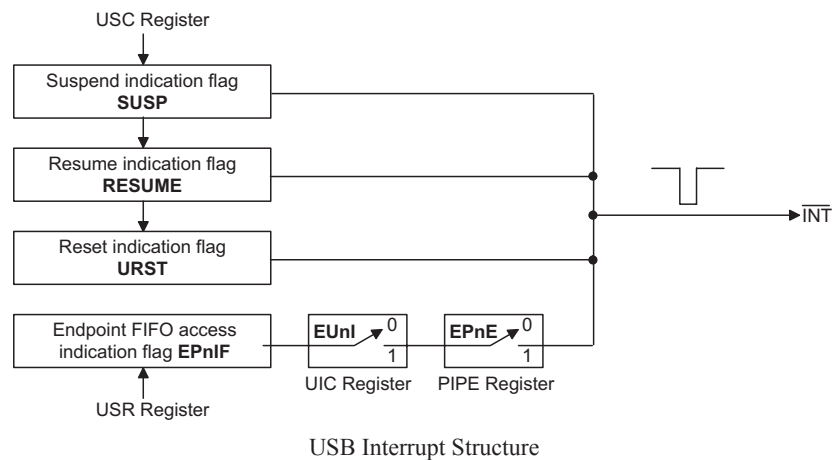 USC Register
Suspend indication flag
SUSP
Resume indication flag
RESUME
INT
Reset indication flag
URST
Endpoint FIFO access
indication flag EPnIF
EUnI 0
1
EPnE 0
1
UIC Register
PIPE Register
USR Register
USB Interrupt Structure